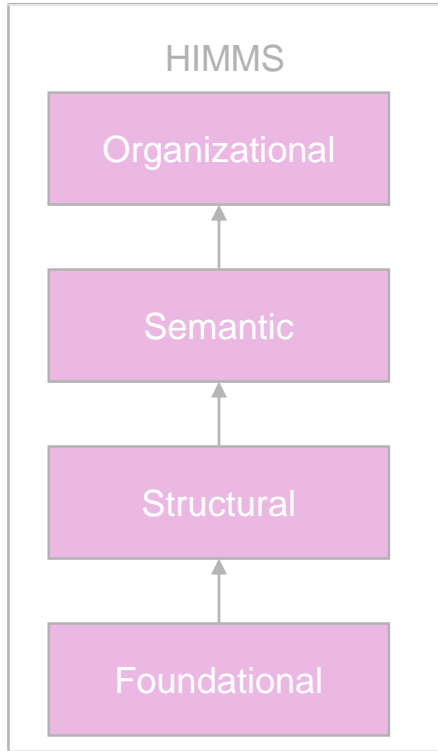 HIMMS
Organizational
Semantic
Structural
Foundational